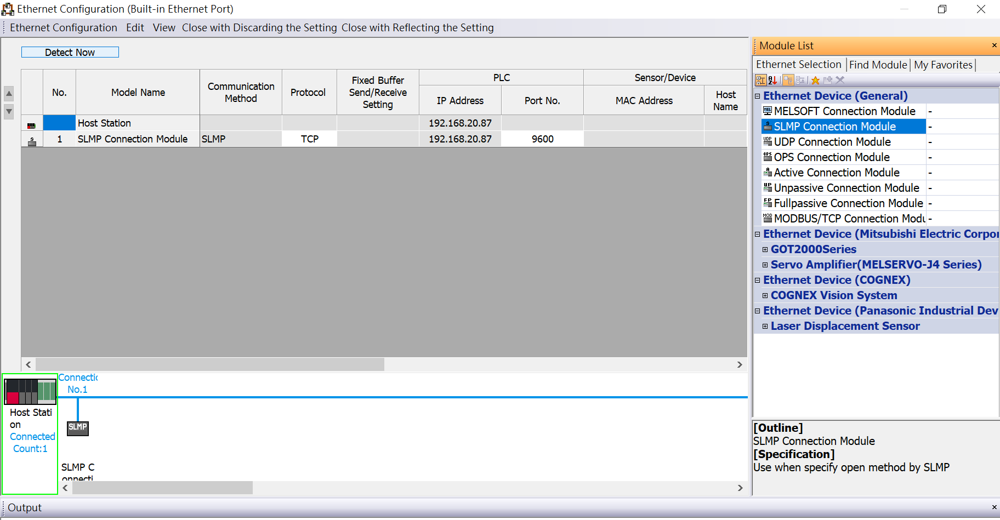 Ethernet Configuration (Built-in Ethernet Port)
Ethernet Configuration Edit View Close with Discarding the Setting Close with Reflecting the Setting
Detect Now
No. Model Name Communication Method Protocol Fixed Buffer Send/Receive Setting PLC Sensor/Device
IP Address Port No. MAC Address Host Name
Host Station 192.168.20.87
1 SLMP Connection Module SLMP TCP 192.168.20.87 9600
Connectic
No.1
Host Stati
on
Connected
Count:1
SLMP
SLMP C
onnecti
Module List
Ethernet Selection Find Module My Favorites
Ethernet Device (General)
MELSOFT Connection Module -
SLMP Connection Module -
UDP Connection Module -
OPS Connection Module -
Active Connection Module -
Unpassive Connection Module -
Fullpassive Connection Module -
MODBUS/TCP Connection Modu -
Ethernet Device (Mitsubishi Electric Corpor
GOT2000Series
Servo Amplifier(MELSERVO-J4 Series)
Ethernet Device (COGNEX)
COGNEX Vision System
Ethernet Device (Panasonic Industrial Dev
Laser Displacement Sensor
[Outline]
SLMP Connection Module
[Specification]
Use when specify open method by SLMP
Output